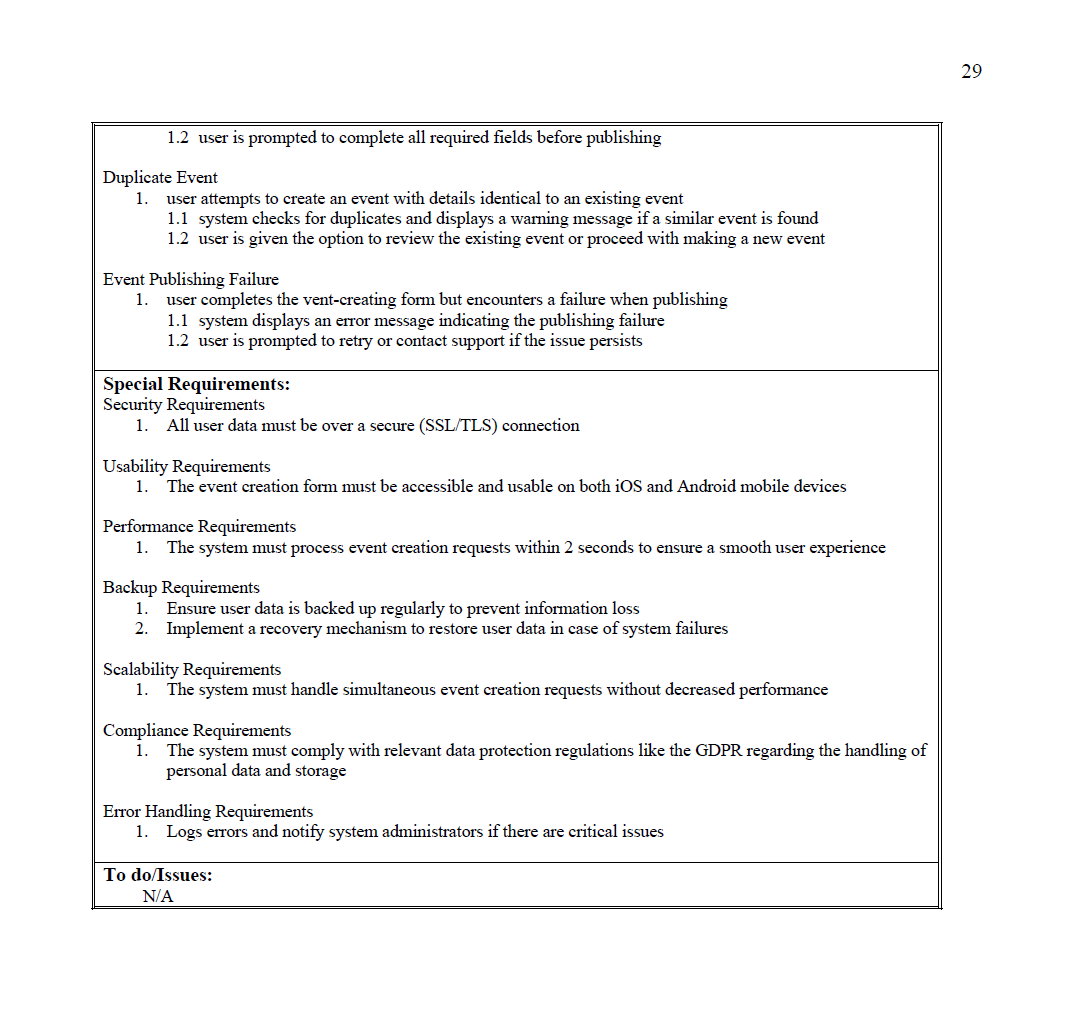 29
1.2 user is prompted to complete all required fields before publishing
Duplicate Event
1. user attempts to create an event with details identical to an existing event
1.1 system checks for duplicates and displays a warning message if a similar event is found
1.2 user is given the option to review the existing event or proceed with making a new event
Event Publishing Failure
1. user completes the vent-creating form but encounters a failure when publishing
1.1 system displays an error message indicating the publishing failure
1.2 user is prompted to retry or contact support if the issue persists
Special Requirements:
Security Requirements
1. All user data must be over a secure (SSL/TLS) connection
Usability Requirements
1. The event creation form must be accessible and usable on both iOS and Android mobile devices
Performance Requirements
1. The system must process event creation requests within 2 seconds to ensure a smooth user experience
Backup Requirements
1. Ensure user data is backed up regularly to prevent information loss
2. Implement a recovery mechanism to restore user data in case of system failures
Scalability Requirements
1. The system must handle simultaneous event creation requests without decreased performance
Compliance Requirements
1. The system must comply with relevant data protection regulations like the GDPR regarding the handling of
personal data and storage
Error Handling Requirements
1. Logs errors and notify system administrators if there are critical issues
To do/Issues:
N/A